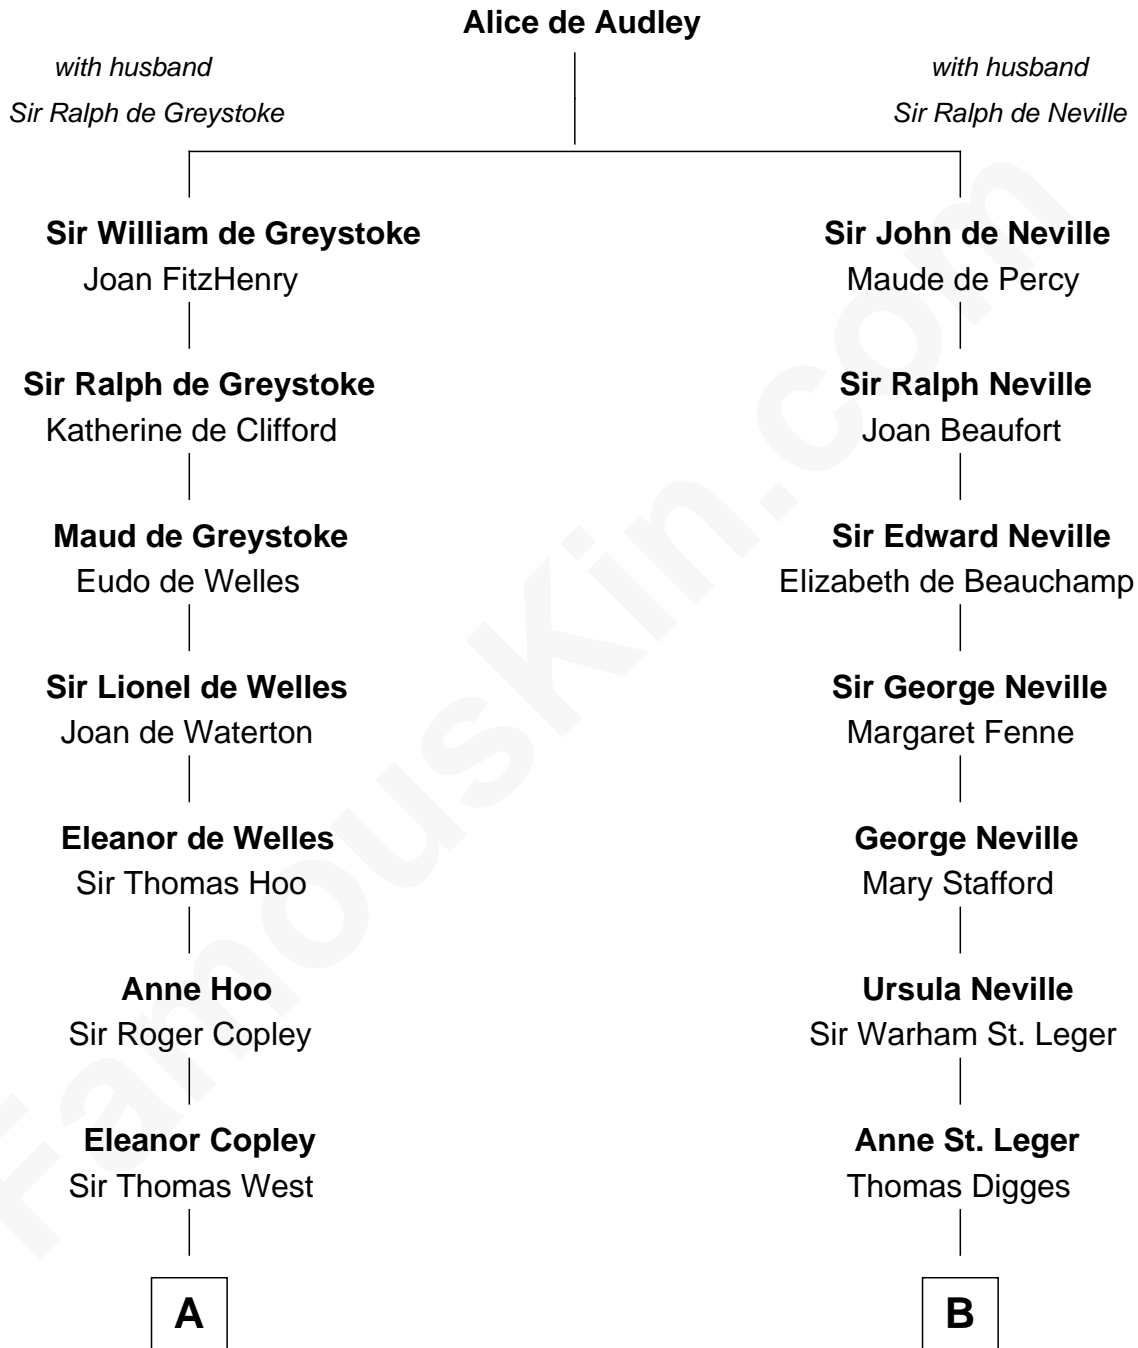 Alice de Audley
with husband
Sir Ralph de Greystoke
with husband
Sir Ralph de Neville
Sir William de Greystoke
Joan FitzHenry
Sir John de Neville
Maude de Percy
Sir Ralph de Greystoke
Katherine de Clifford
Sir Ralph Neville
Joan Beaufort
Maud de Greystoke
Eudo de Welles
Sir Edward Neville
Elizabeth de Beauchamp
Sir Lionel de Welles
Joan de Waterton
Sir George Neville
Margaret Fenne
Eleanor de Welles
Sir Thomas Hoo
George Neville
Mary Stafford
Anne Hoo
Sir Roger Copley
Ursula Neville
Sir Warham St. Leger
Eleanor Copley
Sir Thomas West
Anne St. Leger
Thomas Digges
A
B
FamousKin.com